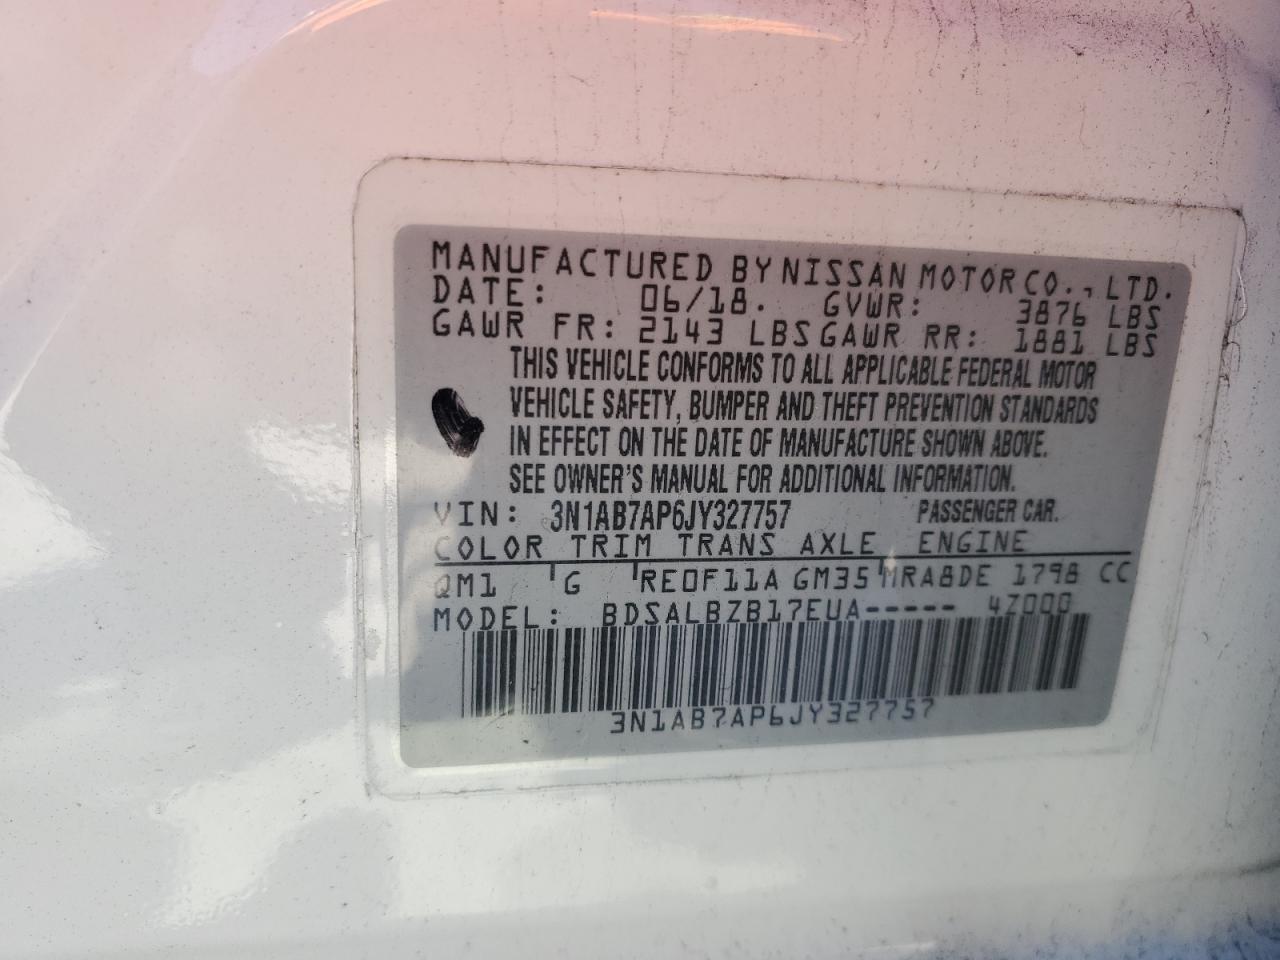 MANUFACTURED BY NISSAN MOTOR CO., LTD.
DATE: 06/18. GVWR: 3876 LBS
GAWR FR: 2143 LBS GAWR RR: 1881 LBS
THIS VEHICLE CONFORMS TO ALL APPLICABLE FEDERAL MOTOR
VEHICLE SAFETY, BUMPER AND THEFT PREVENTION STANDARDS
IN EFFECT ON THE DATE OF MANUFACTURE SHOWN ABOVE.
SEE OWNER'S MANUAL FOR ADDITIONAL INFORMATION.
VIN: 3N1AB7AP6JY327757 PASSENGER CAR.
COLOR TRIM TRANS AXLE ENGINE
QM1 G RE0F11A GM35 MRA8DE 1798 CC
MODEL: BDSALBZB17EUA----- 4Z000
3N1AB7AP6JY327757